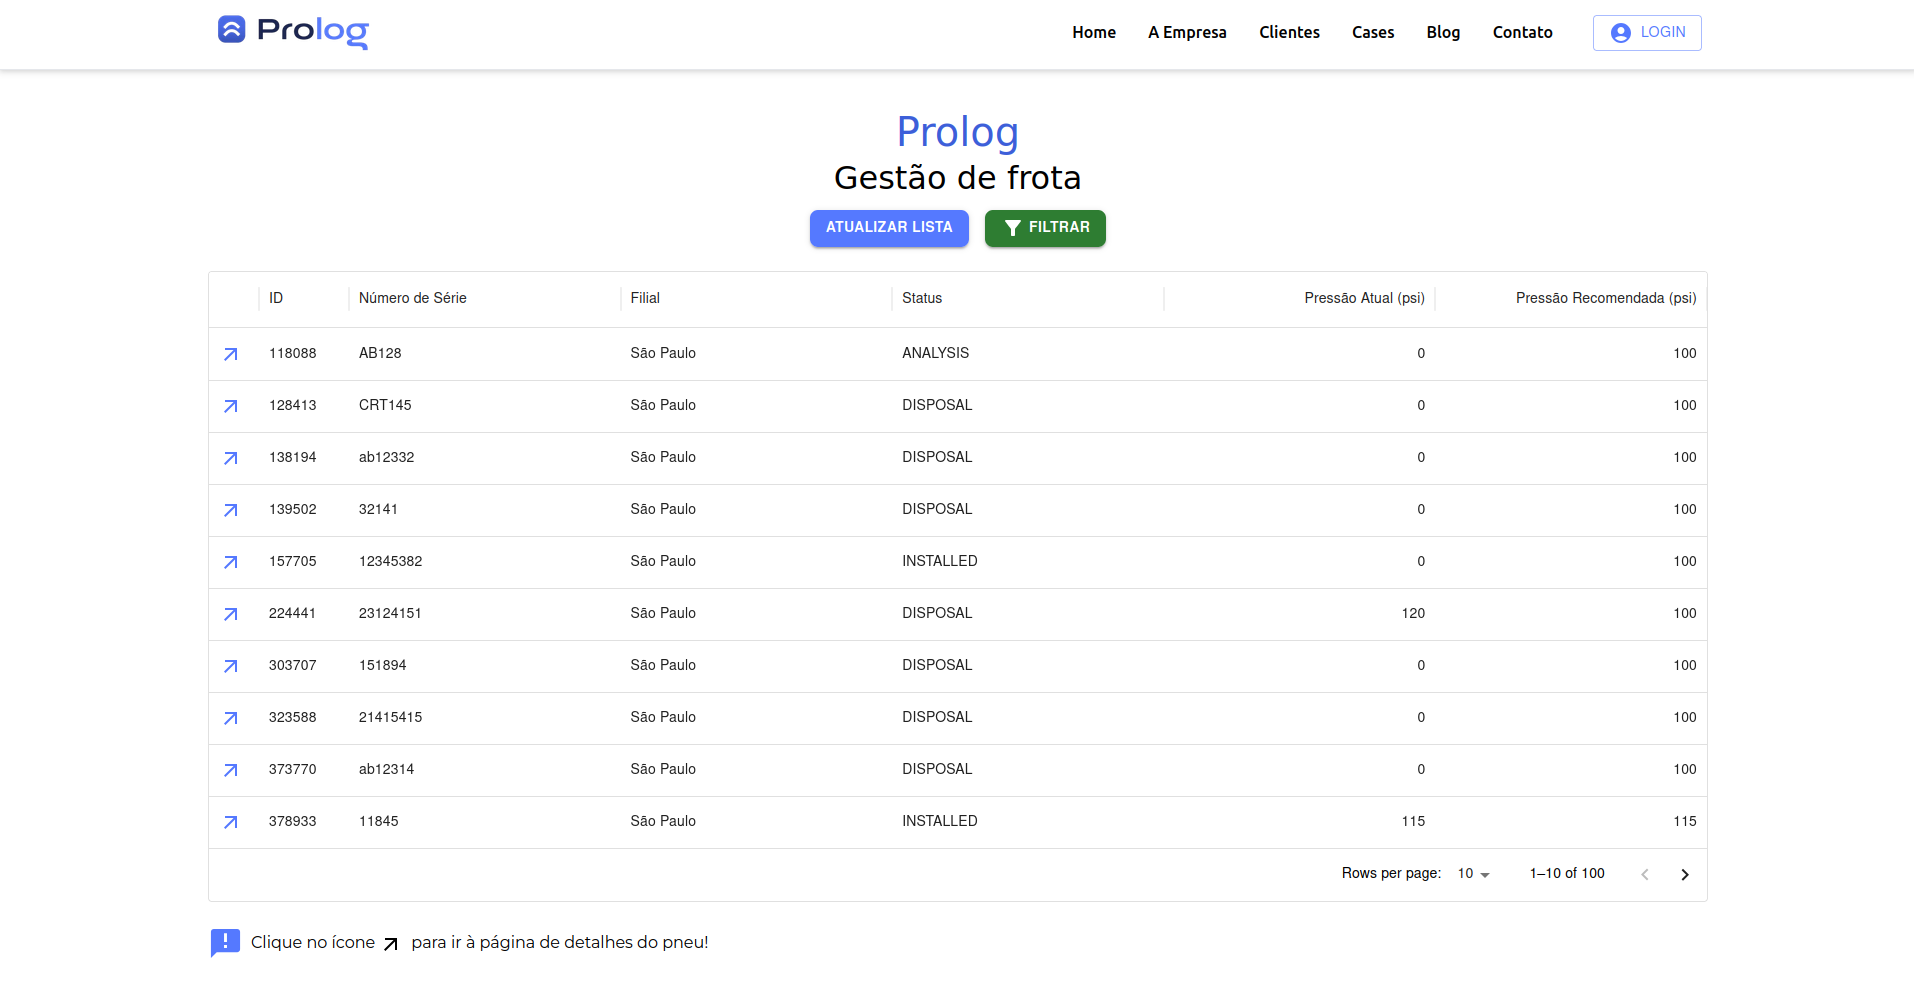 Prolog
Home A Empresa Clientes Cases Blog Contato LOGIN
Prolog
Gestão de frota
ATUALIZAR LISTA FILTRAR
ID Número de Série Filial Status Pressão Atual (psi) Pressão Recomendada (psi)
118088 AB128 São Paulo ANALYSIS 0 100
128413 CRT145 São Paulo DISPOSAL 0 100
138194 ab12332 São Paulo DISPOSAL 0 100
139502 32141 São Paulo DISPOSAL 0 100
157705 12345382 São Paulo INSTALLED 0 100
224441 23124151 São Paulo DISPOSAL 120 100
303707 151894 São Paulo DISPOSAL 0 100
323588 21415415 São Paulo DISPOSAL 0 100
373770 ab12314 São Paulo DISPOSAL 0 100
378933 11845 São Paulo INSTALLED 115 115
Rows per page: 10 1–10 of 100
Clique no ícone para ir à página de detalhes do pneu!